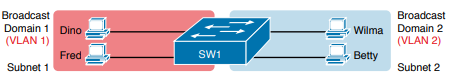 Broadcast
Domain 1
(VLAN 1)
Subnet 1
Dino
Fred
SW1
Wilma
Betty
Broadcast
Domain 2
(VLAN 2)
Subnet 2